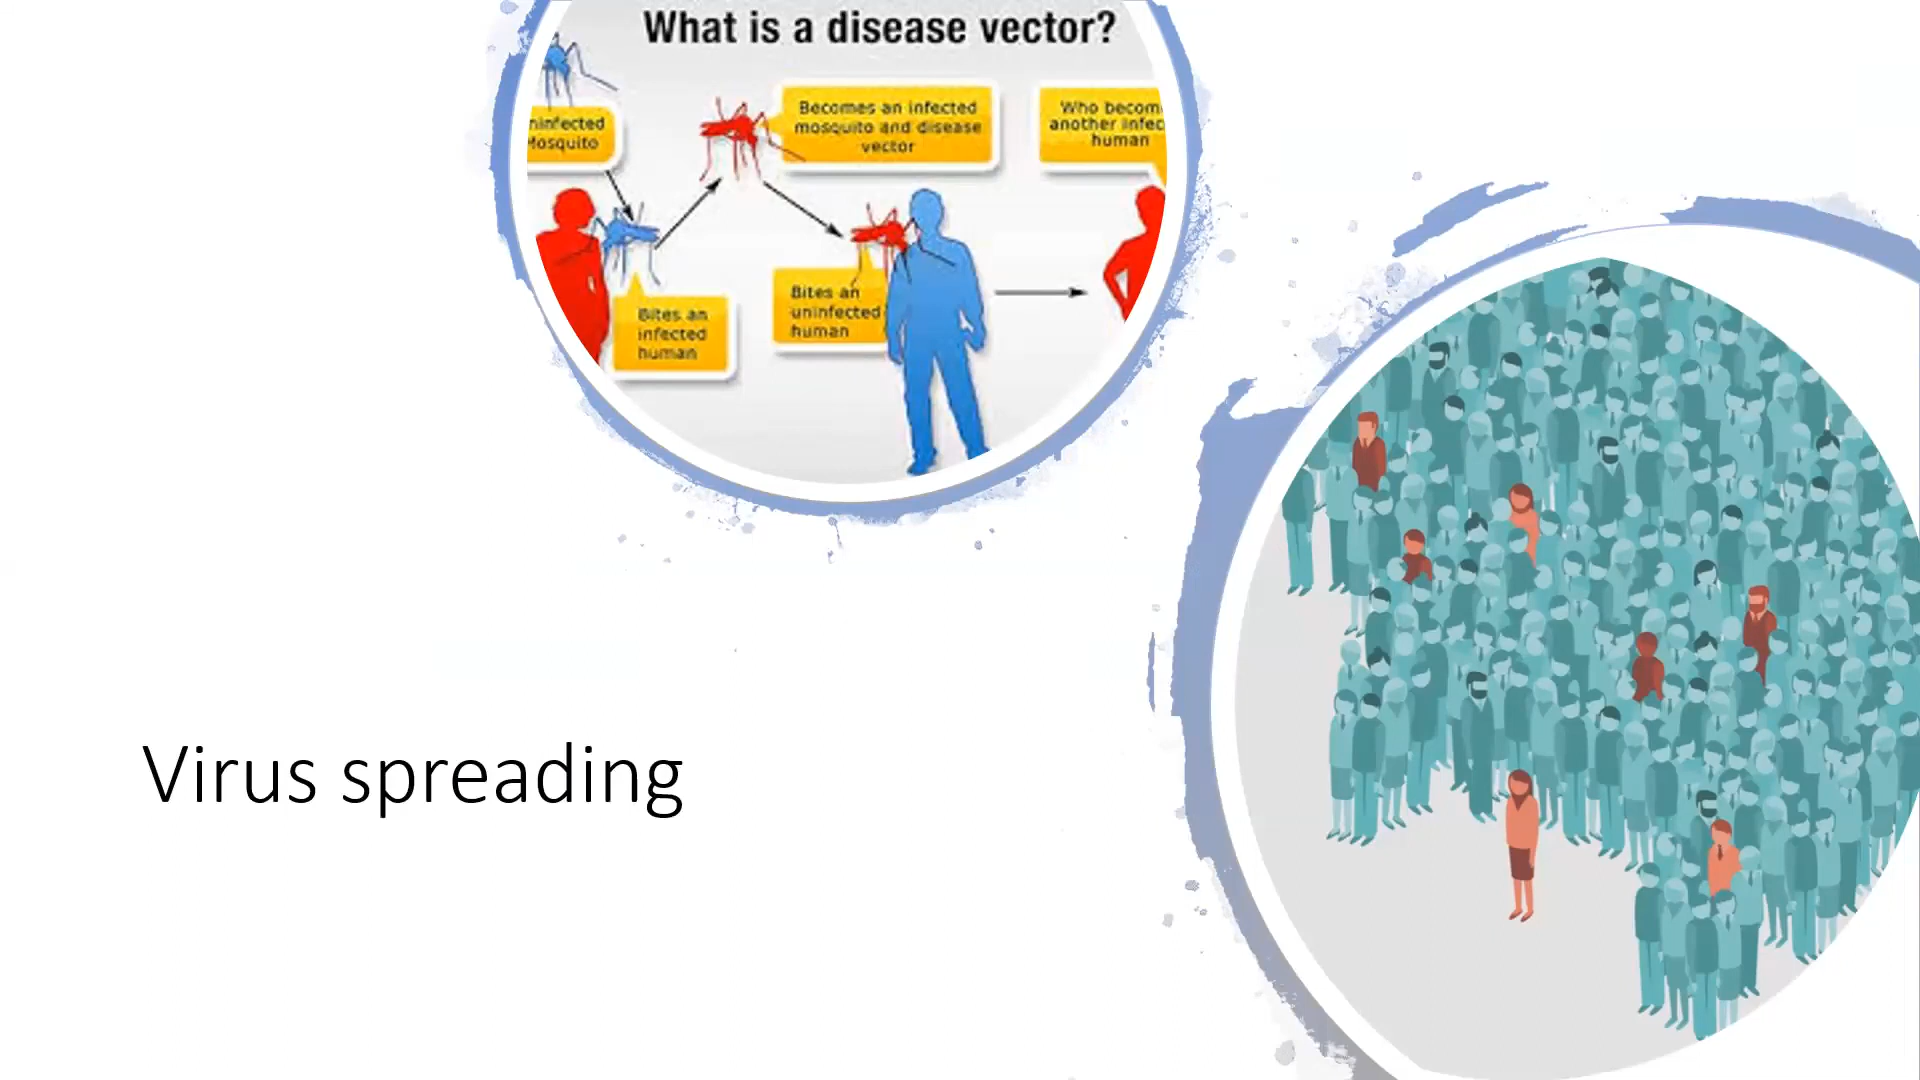 What is a disease vector?
ninfected
Mosquito
Becomes an infected
mosquito and disease
vector
Who becom
another infec
human
Bites an
infected
human
Bites an
uninfected
human
Virus spreading